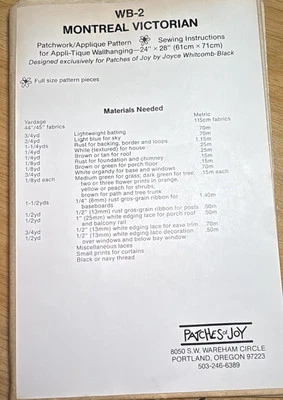 WB-2
MONTREAL VICTORIAN
Patchwork/Applique Pattern Sewing Instructions
for Appli-Tique Wallhanging—24" × 28" (61cm × 71cm)
Designed exclusively for Patches of Joy by Joyce Whitcomb-Black
Full size pattern pieces
Materials Needed
Yardage Metric
44"/45" fabrics 115cm fabrics
3/4yd Lightweight batting .70m
3/4yd Light blue for sky .70m
1-1/4yds Rust for backing, border and loops 1.15m
1/4yd White (textured) for house .25m
1/4yd Brown or tan for roof .25m
1/8yd Rust for foundation and chimney .15m
1/8yd Brown or green for porch floor .15m
3/4yd White organdy for base and windows .70m
1/8yd each Medium green for grass; dark green for tree; .15m each
two or three flower prints in orange,
yellow or peach for shrubs;
brown for path and tree trunk
1-1/2yds 1/4" (6mm) rust gros-grain ribbon for 1.40m
baseboards
1/2yd 1/2" (13mm) rust gros-grain ribbon for posts .50m
1/2yd 1" (25mm) white edging lace for porch roof .50m
and balcony rail
3/4yd 1/2" (13mm) white edging lace for eave trim .70m
1/2yd 1/2" (13mm) white edging lace decoration .50m
over windows and below bay window
Miscellaneous laces
Small prints for curtains
Black or navy thread
PATCHES of JOY
8050 S.W. WAREHAM CIRCLE
PORTLAND, OREGON 97223
503-246-6389